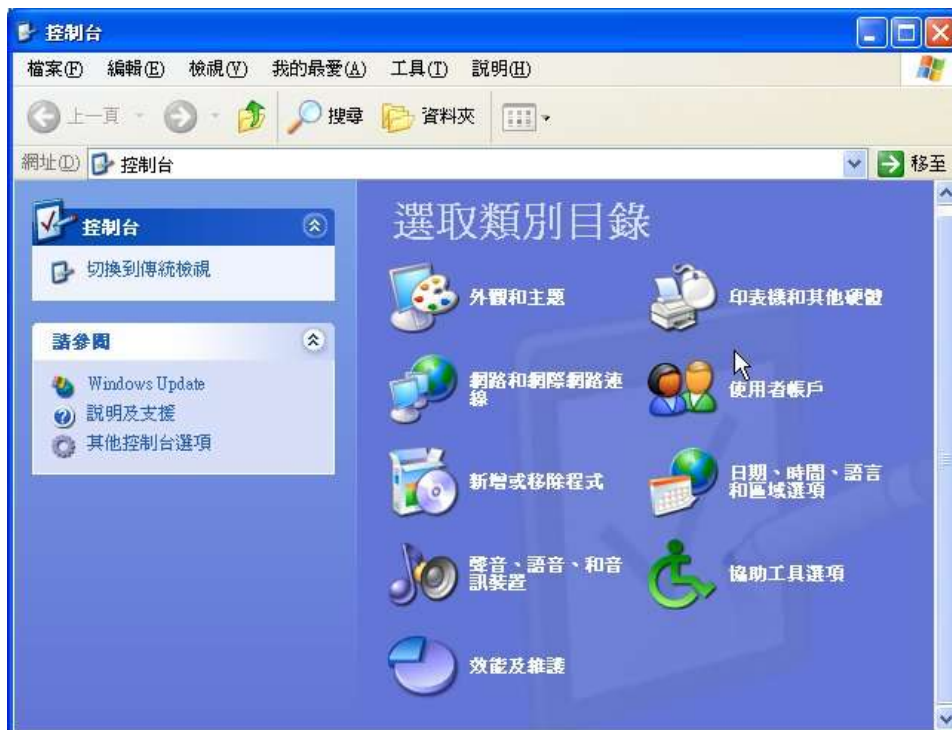 控制台
檔案(F) 編輯(E) 檢視(V) 我的最愛(A) 工具(T) 說明(H)
上一頁 搜尋 資料夾
網址(D) 控制台 移至
控制台
切換到傳統檢視
請參閱
Windows Update
說明及支援
其他控制台選項
選取類別目錄
外觀和主題
印表機和其他硬體
網路和網際網路連
線
使用者帳戶
新增或移除程式
日期、時間、語言
和區域選項
聲音、語音、和音
訊裝置
協助工具選項
效能及維護